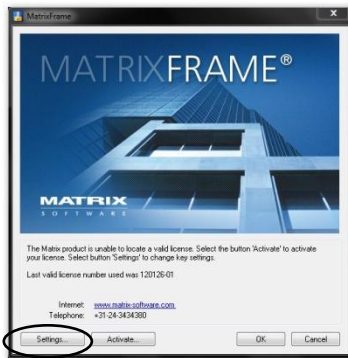 MatrixFrame
MATRIXFRAME®
MATRIX
SOFTWARE
The Matrix product is unable to locate a valid license. Select the button 'Activate' to activate
your license. Select button 'Settings' to change key settings.
Last valid license number used was 120126-01
Internet: www.matrix-software.com
Telephone: +31-24-3434380
Settings... Activate... OK Cancel